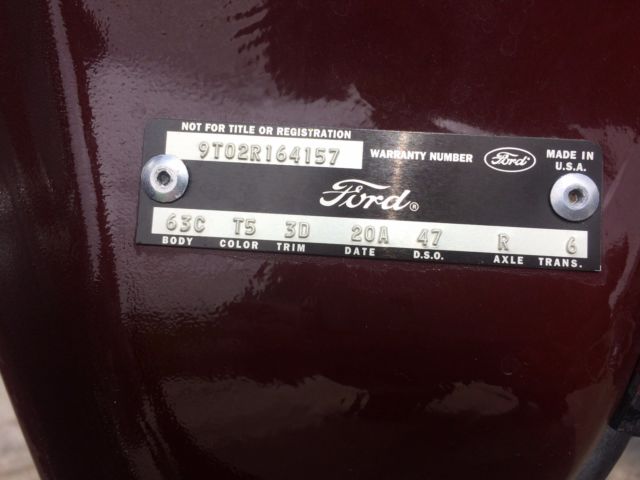 NOT FOR TITLE OR REGISTRATION
9T02R164157 WARRANTY NUMBER Ford MADE IN U.S.A.
Ford®
63C T5 3D 20A 47 R 6
BODY COLOR TRIM DATE D.S.O. AXLE TRANS.